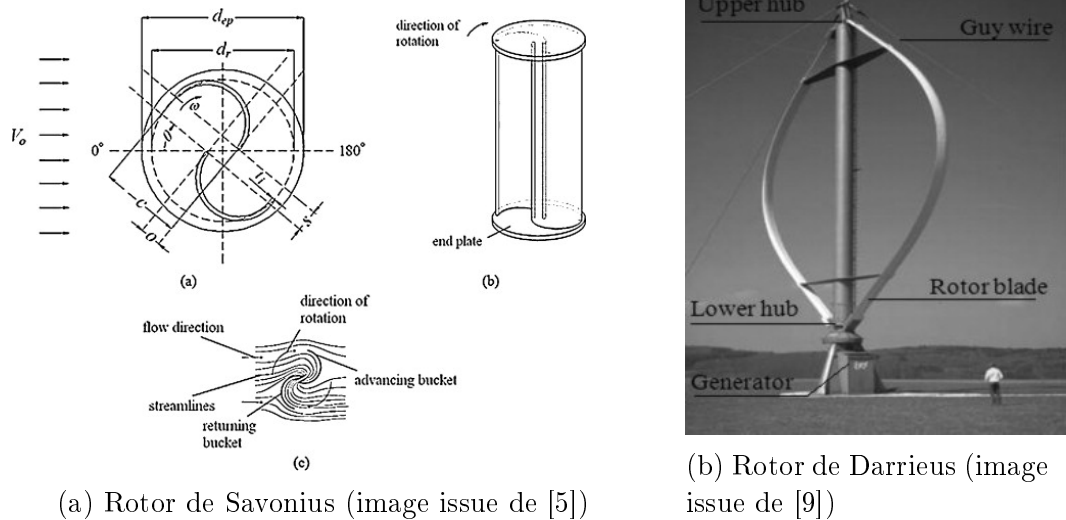 d_ep
d_r
V_o
0°
180°
ω
θ
C
O
S
(a)
direction of
rotation
end plate
(b)
direction of
rotation
flow direction
advancing bucket
streamlines
returning
bucket
(c)
(a) Rotor de Savonius (image issue de [5])
Upper hub
Guy wire
Rotor blade
Lower hub
Generator
(b) Rotor de Darrieus (image
issue de [9])